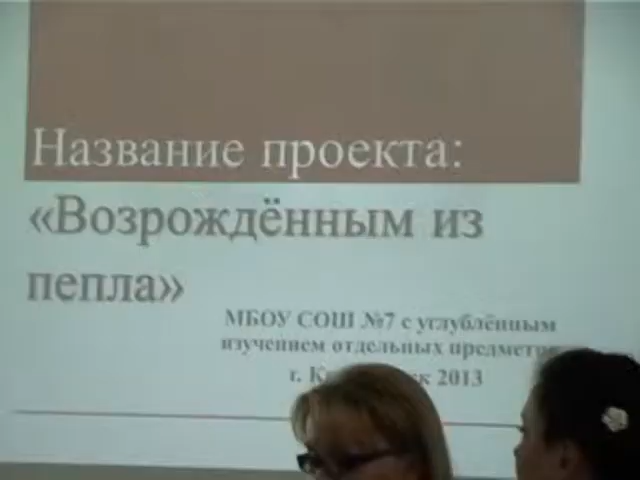 Название проекта:
«Возрождённым из
пепла»
МБОУ СОШ №7 с углублённым
изучением отдельных
г. 2013